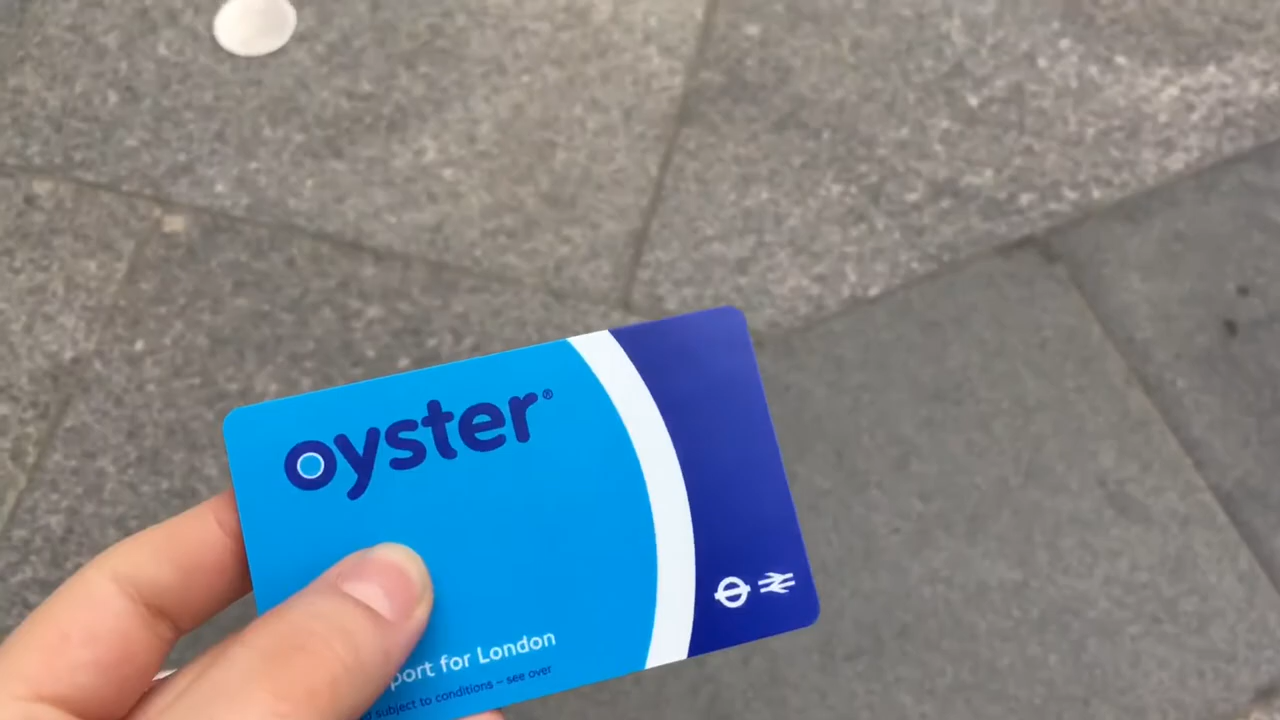 oyster®
port for London
d subject to conditions – see over